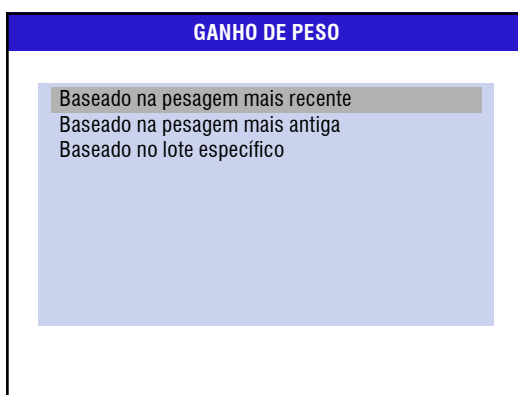 GANHO DE PESO
Baseado na pesagem mais recente
Baseado na pesagem mais antiga
Baseado no lote específico